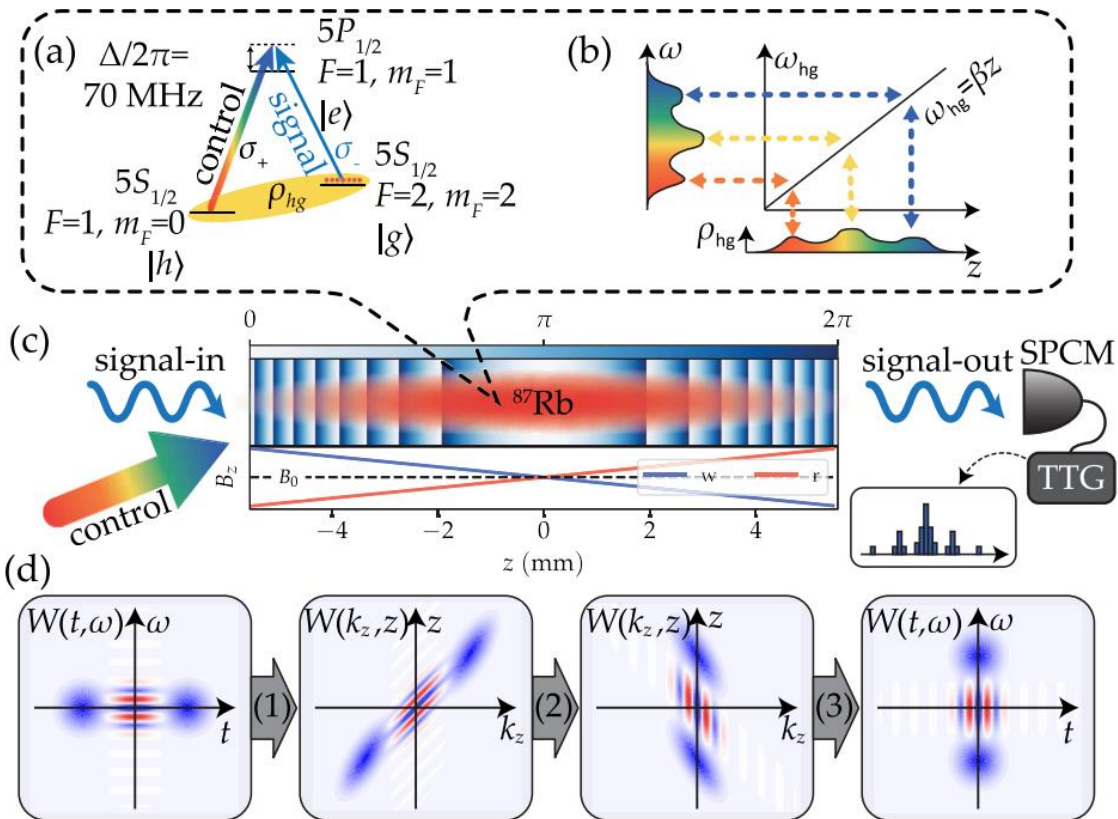 (a)
Δ/2π=
70 MHz
5P1/2
F=1, mF=1
|e⟩
control
signal
σ+
σ-
5S1/2
F=1, mF=0
|h⟩
ρhg
5S1/2
F=2, mF=2
|g⟩
(b)
ω
ωhg
ωhg=βz
ρhg
z
(c)
0 π 2π
signal-in
control
87Rb
signal-out
SPCM
TTG
Bz
B0
w r
−4 −2 0 2 4
z (mm)
(d)
W(t,ω) ω
t
(1)
W(kz,z) z
kz
(2)
W(kz,z) z
kz
(3)
W(t,ω) ω
t